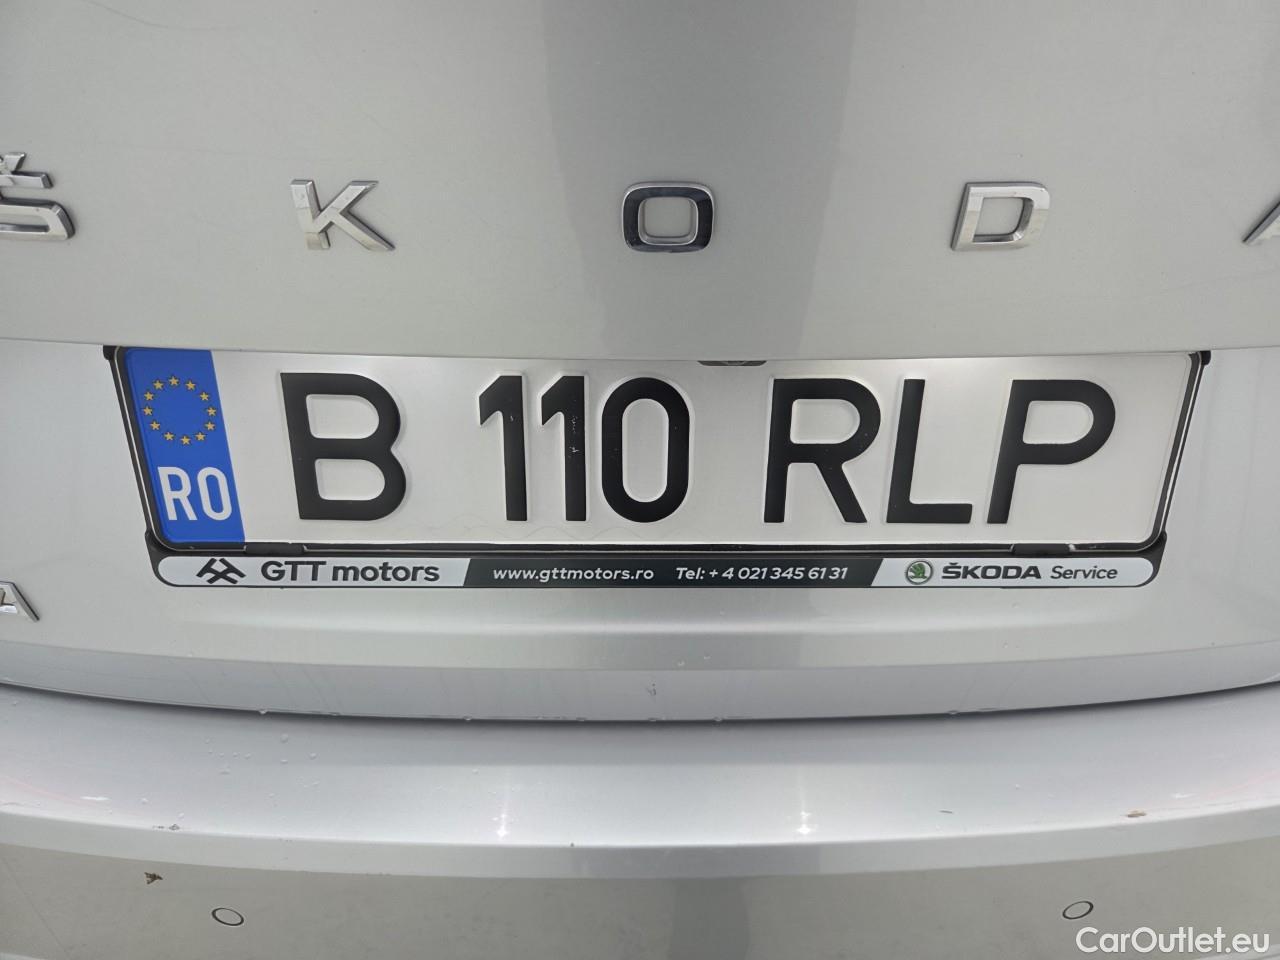 ŠKODA
RO B 110 RLP
GTT motors www.gttmotors.ro Tel: + 4 021 345 61 31 ŠKODA Service
A
CarOutlet.eu